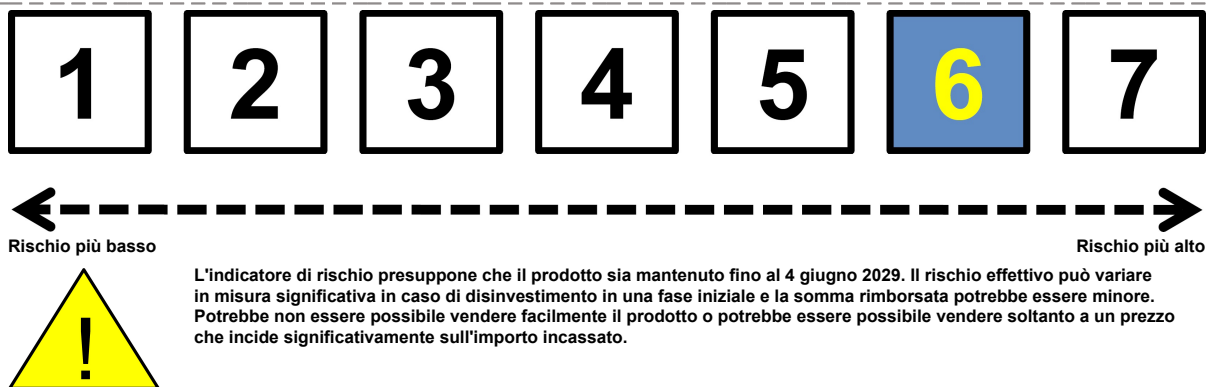 1 2 3 4 5 6 7
Rischio più basso Rischio più alto
!
L'indicatore di rischio presuppone che il prodotto sia mantenuto fino al 4 giugno 2029. Il rischio effettivo può variare
in misura significativa in caso di disinvestimento in una fase iniziale e la somma rimborsata potrebbe essere minore.
Potrebbe non essere possibile vendere facilmente il prodotto o potrebbe essere possibile vendere soltanto a un prezzo
che incide significativamente sull'importo incassato.